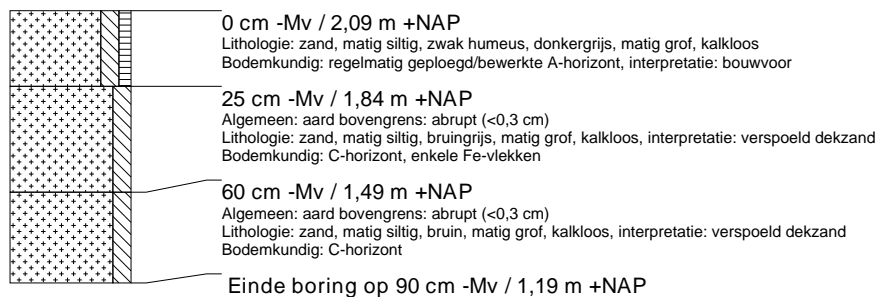 0 cm -Mv / 2,09 m +NAP
Lithologie: zand, matig siltig, zwak humeus, donkergrijs, matig grof, kalkloos
Bodemkundig: regelmatig geploegd/bewerkte A-horizont, interpretatie: bouwvoor
25 cm -Mv / 1,84 m +NAP
Algemeen: aard bovengrens: abrupt (<0,3 cm)
Lithologie: zand, matig siltig, bruingrijs, matig grof, kalkloos, interpretatie: verspoeld dekzand
Bodemkundig: C-horizont, enkele Fe-vlekken
60 cm -Mv / 1,49 m +NAP
Algemeen: aard bovengrens: abrupt (<0,3 cm)
Lithologie: zand, matig siltig, bruin, matig grof, kalkloos, interpretatie: verspoeld dekzand
Bodemkundig: C-horizont
Einde boring op 90 cm -Mv / 1,19 m +NAP